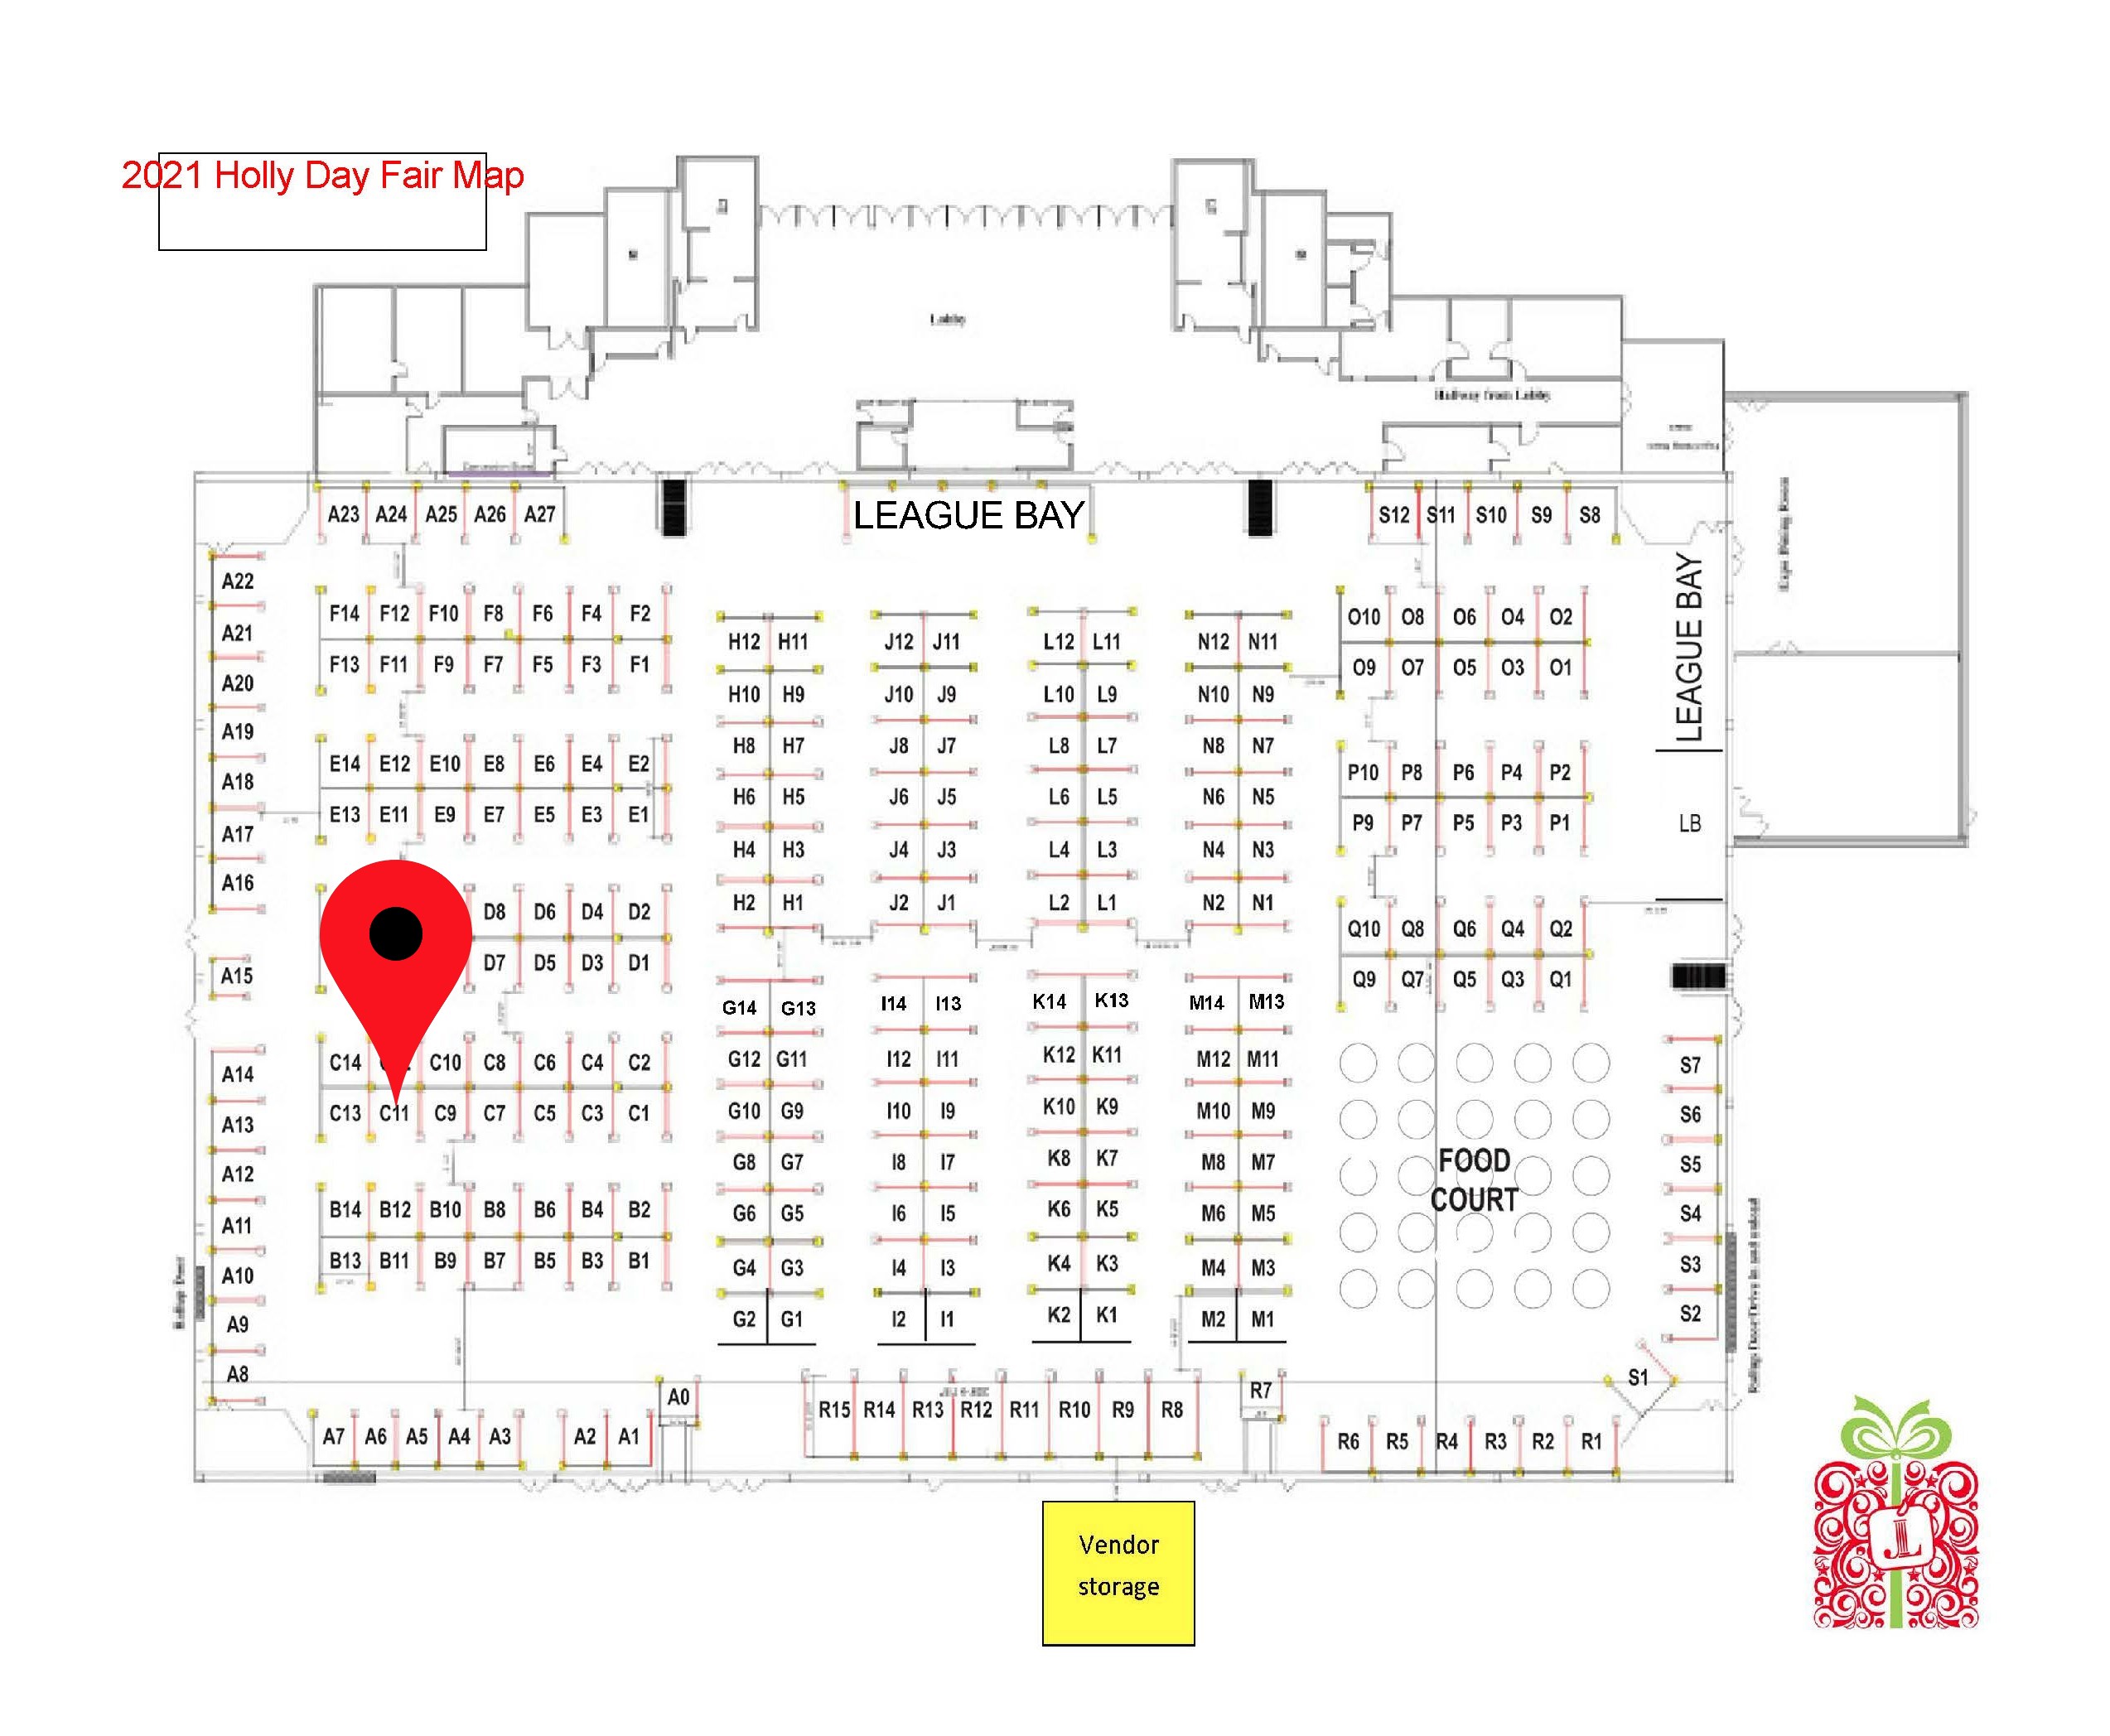 2021 Holly Day Fair Map
Lobby
Hallway from Lobby
LEAGUE BAY
A23 A24 A25 A26 A27
S12 S11 S10 S9 S8
A22
A21
A20
A19
A18
A17
A16
A15
A14
A13
A12
A11
A10
A9
A8
F14 F12 F10 F8 F6 F4 F2
F13 F11 F9 F7 F5 F3 F1
E14 E12 E10 E8 E6 E4 E2
E13 E11 E9 E7 E5 E3 E1
D8 D6 D4 D2
D7 D5 D3 D1
C14 C10 C8 C6 C4 C2
C13 C11 C9 C7 C5 C3 C1
B14 B12 B10 B8 B6 B4 B2
B13 B11 B9 B7 B5 B3 B1
H12 H11 J12 J11 L12 L11 N12 N11
H10 H9 J10 J9 L10 L9 N10 N9
H8 H7 J8 J7 L8 L7 N8 N7
H6 H5 J6 J5 L6 L5 N6 N5
H4 H3 J4 J3 L4 L3 N4 N3
H2 H1 J2 J1 L2 L1 N2 N1
G14 G13 I14 I13 K14 K13 M14 M13
G12 G11 I12 I11 K12 K11 M12 M11
G10 G9 I10 I9 K10 K9 M10 M9
G8 G7 I8 I7 K8 K7 M8 M7
G6 G5 I6 I5 K6 K5 M6 M5
G4 G3 I4 I3 K4 K3 M4 M3
G2 G1 I2 I1 K2 K1 M2 M1
O10 O8 O6 O4 O2
O9 O7 O5 O3 O1
P10 P8 P6 P4 P2
P9 P7 P5 P3 P1
Q10 Q8 Q6 Q4 Q2
Q9 Q7 Q5 Q3 Q1
LEAGUE BAY
LB
FOOD
COURT
S7
S6
S5
S4
S3
S2
S1
A7 A6 A5 A4 A3 A2 A1
A0
R15 R14 R13 R12 R11 R10 R9 R8
R7
R6 R5 R4 R3 R2 R1
Vendor
storage
JL